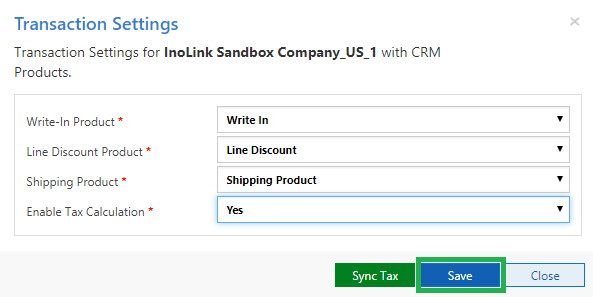 Transaction Settings
×
Transaction Settings for InoLink Sandbox Company_US_1 with CRM
Products.
Write-In Product * Write In
Line Discount Product * Line Discount
Shipping Product * Shipping Product
Enable Tax Calculation * Yes
Sync Tax Save Close